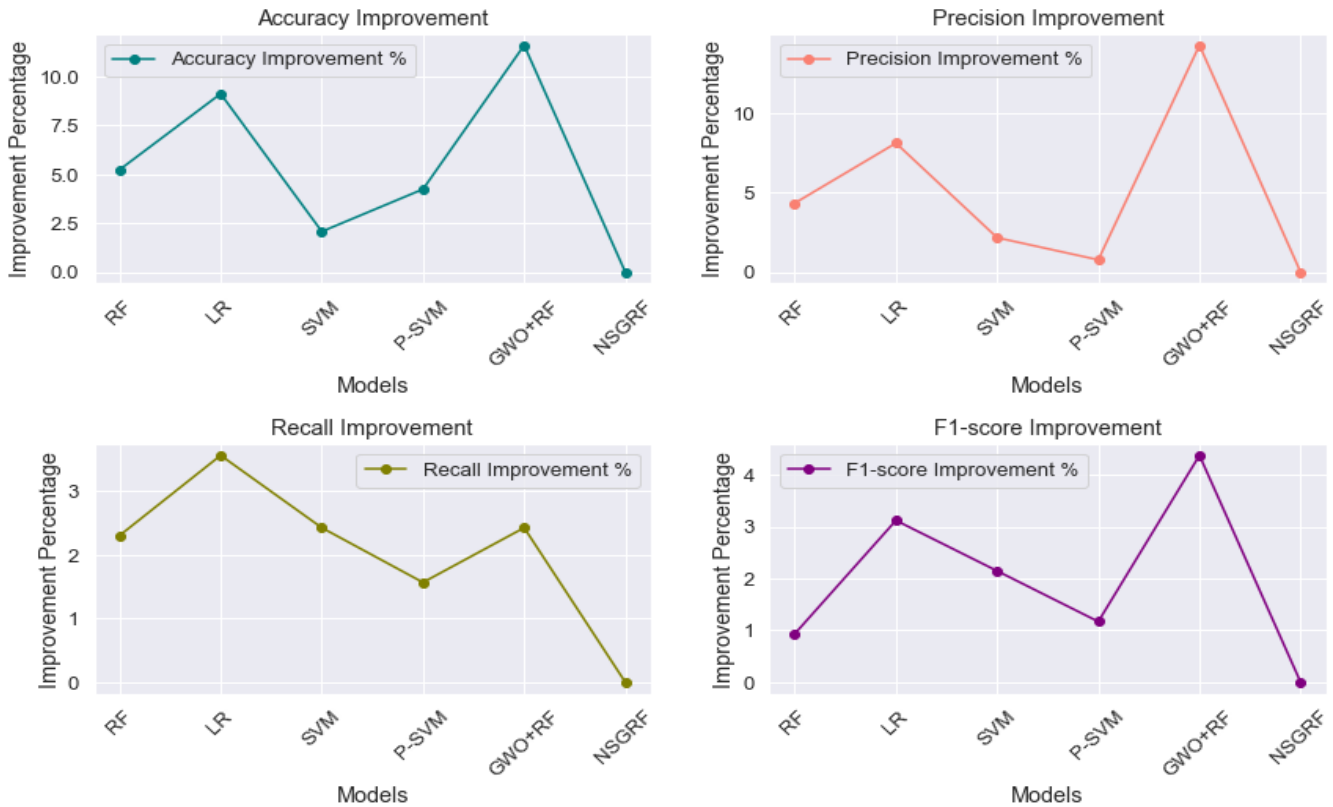 Accuracy Improvement
Accuracy Improvement %
Improvement Percentage
10.0
7.5
5.0
2.5
0.0
RF
LR
SVM
P-SVM
GWO+RF
NSGRF
Models
Precision Improvement
Precision Improvement %
Improvement Percentage
10
5
0
RF
LR
SVM
P-SVM
GWO+RF
NSGRF
Models
Recall Improvement
Recall Improvement %
Improvement Percentage
3
2
1
0
RF
LR
SVM
P-SVM
GWO+RF
NSGRF
Models
F1-score Improvement
F1-score Improvement %
Improvement Percentage
4
3
2
1
0
RF
LR
SVM
P-SVM
GWO+RF
NSGRF
Models